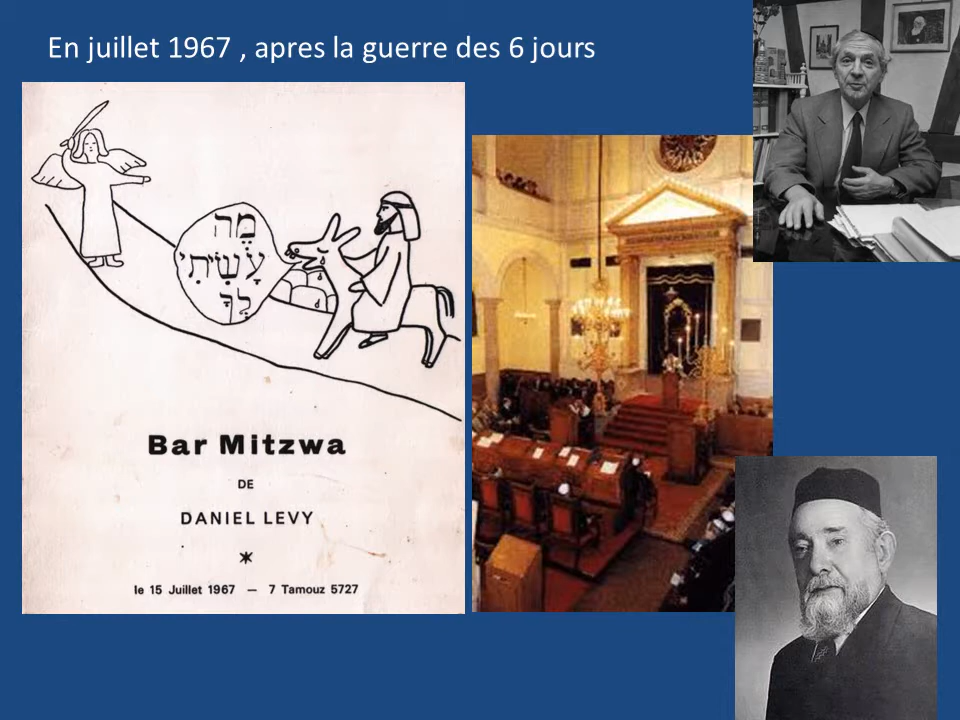 En juillet 1967 , apres la guerre des 6 jours
מֶה
עָשִׂיתִי
לְךָ
Bar Mitzwa
DE
DANIEL LEVY
le 15 Juillet 1967 — 7 Tamouz 5727